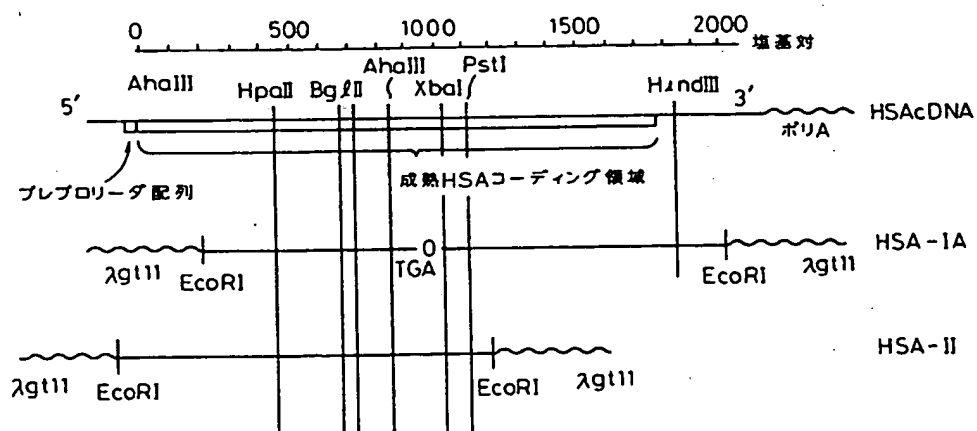 0 500 1000 1500 2000 塩基対
AhaIII PstI
AhaIII HpaII BglII XbaI HindIII
5′ 3′ HSAcDNA
ポリA
プレプロリーダ配列 成熟HSAコーディング領域
0 HSA-IA
TGA
λgt11 EcoRI EcoRI λgt11
HSA-II
λgt11 EcoRI EcoRI λgt11